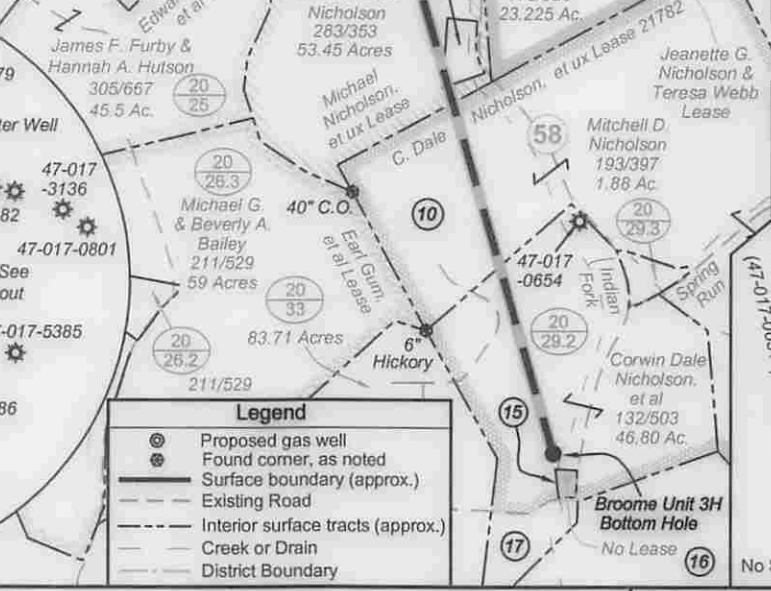 Nicholson
283/353
53.45 Acres
23.225 Ac.
et al
James F. Furby &
Hannah A. Hutson
305/667
45.5 Ac.
20
25
Michael
Nicholson,
et ux Lease
C. Dale
Nicholson, et ux Lease 21782
Jeanette G.
Nicholson &
Teresa Webb
Lease
58
Mitchell D.
Nicholson
193/397
1.88 Ac.
20
29.3
79
ter Well
47-017
-3136
82
47-017-0801
See
out
-017-5385
86
20
26.3
Michael G.
& Beverly A.
Bailey
211/529
59 Acres
40" C.O.
Earl Gum,
et al Lease
10
47-017
-0654
Indian
Fork
Spring
Run
20
33
83.71 Acres
20
26.2
211/529
6"
Hickory
20
29.2
Corwin Dale
Nicholson,
et al
132/503
46.80 Ac.
15
Broome Unit 3H
Bottom Hole
No Lease
17
16
Legend
Proposed gas well
Found corner, as noted
Surface boundary (approx.)
Existing Road
Interior surface tracts (approx.)
Creek or Drain
District Boundary